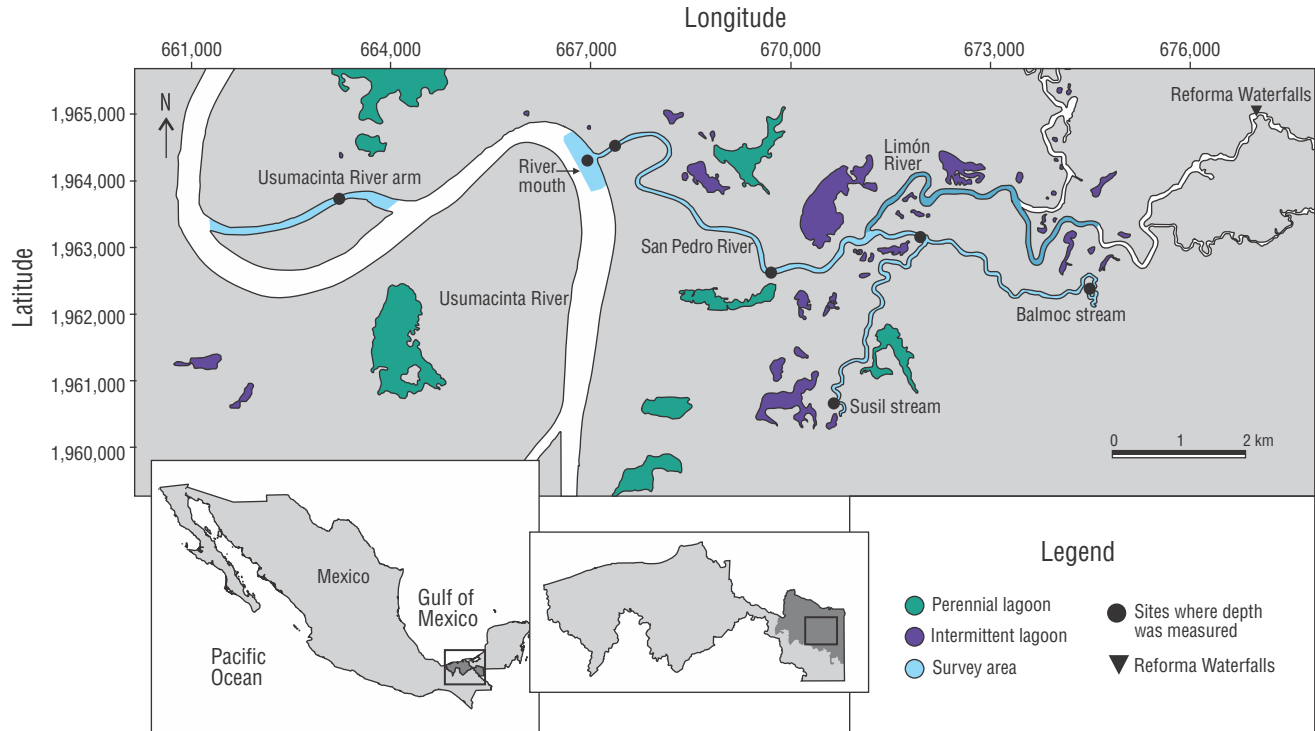 Longitude
661,000
664,000
667,000
670,000
673,000
676,000
Latitude
1,965,000
1,964,000
1,963,000
1,962,000
1,961,000
1,960,000
N
Reforma Waterfalls
Usumacinta River arm
River
mouth
Limón
River
San Pedro River
Usumacinta River
Balmoc stream
Susil stream
0 1 2 km
Mexico
Gulf of
Mexico
Pacific
Ocean
Legend
Perennial lagoon
Intermittent lagoon
Survey area
Sites where depth
was measured
Reforma Waterfalls